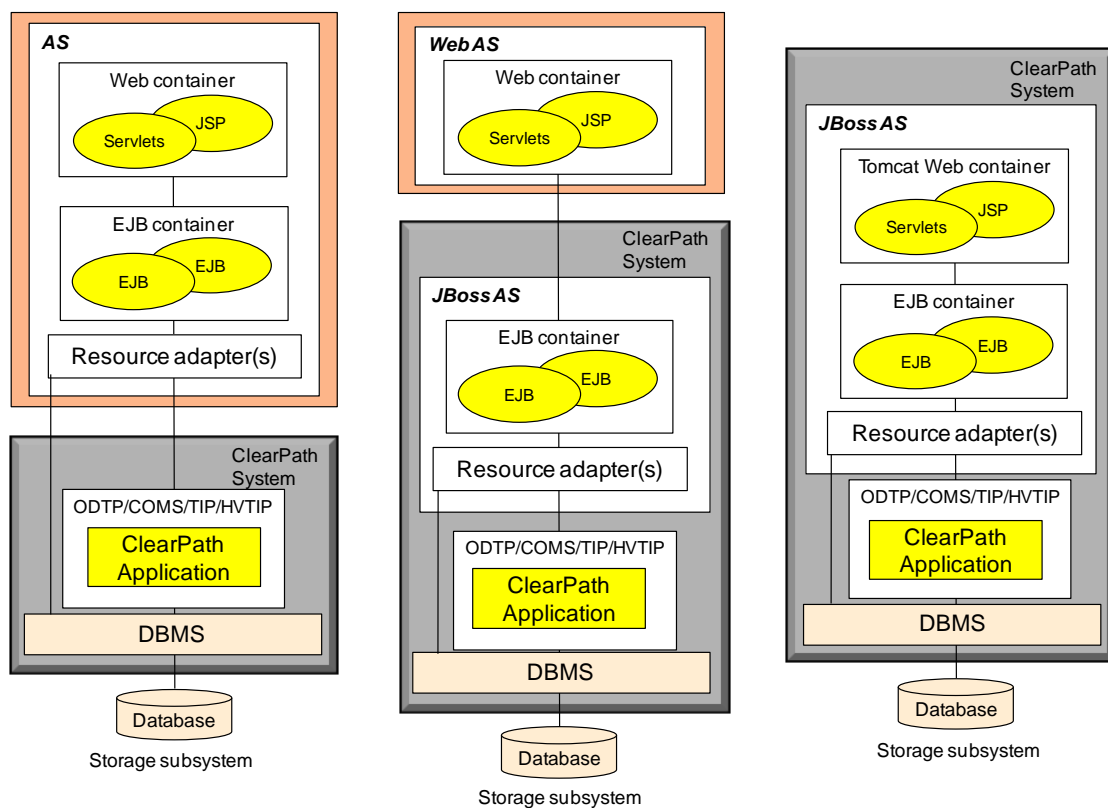 AS
Web container
JSP
Servlets
EJB container
EJB
EJB
Resource adapter(s)
ClearPath
System
ODTP/COMS/TIP/HVTIP
ClearPath
Application
DBMS
Database
Storage subsystem
Web AS
Web container
JSP
Servlets
ClearPath
System
JBoss AS
EJB container
EJB
EJB
Resource adapter(s)
ODTP/COMS/TIP/HVTIP
ClearPath
Application
DBMS
Database
Storage subsystem
ClearPath
System
JBoss AS
Tomcat Web container
JSP
Servlets
EJB container
EJB
EJB
Resource adapter(s)
ODTP/COMS/TIP/HVTIP
ClearPath
Application
DBMS
Database
Storage subsystem